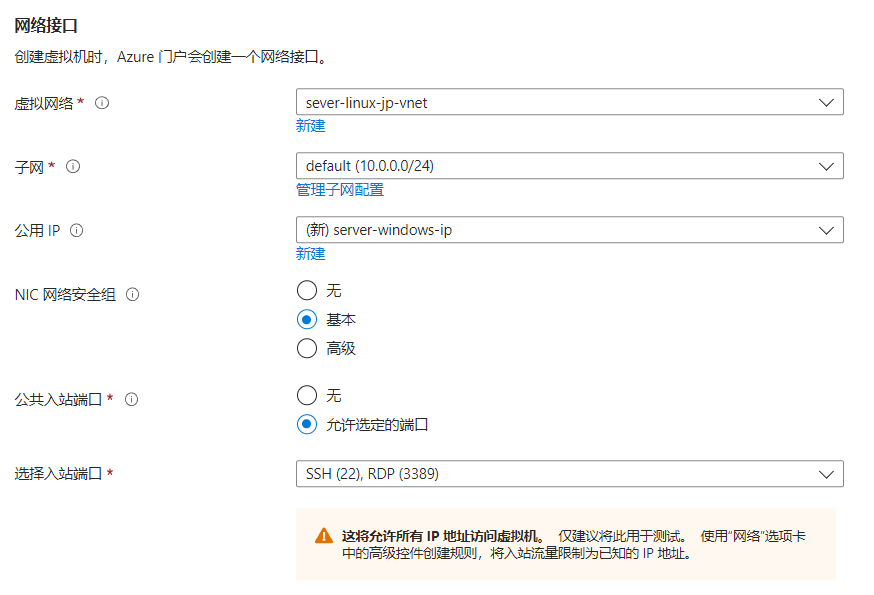 网络接口
创建虚拟机时，Azure 门户会创建一个网络接口。
虚拟网络 *
sever-linux-jp-vnet
新建
子网 *
default (10.0.0.0/24)
管理子网配置
公用 IP
(新) server-windows-ip
新建
NIC 网络安全组
无
基本
高级
公共入站端口 *
无
允许选定的端口
选择入站端口 *
SSH (22), RDP (3389)
这将允许所有 IP 地址访问虚拟机。 仅建议将此用于测试。 使用“网络”选项卡
中的高级控件创建规则，将入站流量限制为已知的 IP 地址。